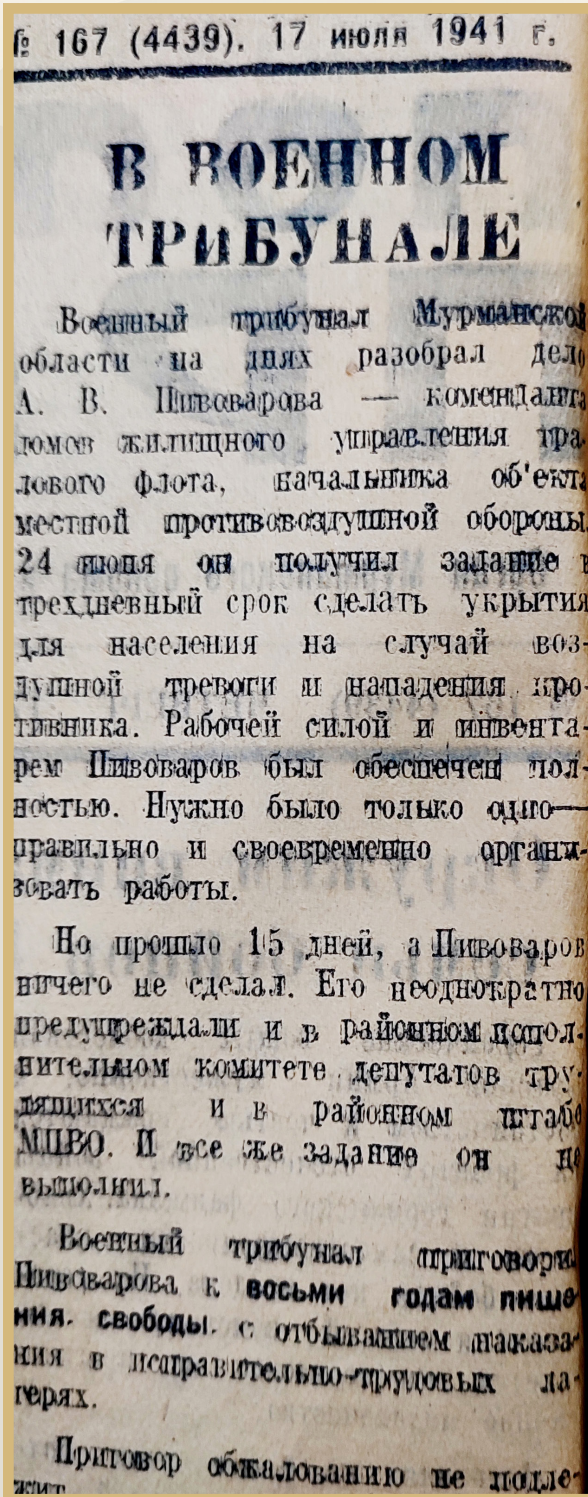 № 167 (4439). 17 июля 1941 г.
В ВОЕННОМ
ТРИБУНАЛЕ
Военный трибунал Мурманской
области на днях разобрал дело
А. В. Пивоварова — коменданта
домов жилищного управления тра-
лового флота, начальника об'екта
местной противовоздушной обороны.
24 июня он получил задание в
трехдневный срок сделать укрытия
для населения на случай воз-
душной тревоги и нападения про-
тивника. Рабочей силой и инвента-
рем Пивоваров был обеспечен пол-
ностью. Нужно было только одно—
правильно и своевременно органи-
зовать работы.
Но прошло 15 дней, а Пивоваров
ничего не сделал. Его неоднократно
предупреждали и в районном испол-
нительном комитете депутатов тру-
дящихся и в районном штабе
МПВО. И все же задание он не
выполнил.
Военный трибунал приговорил
Пивоварова к восьми годам лише-
ния свободы с отбыванием наказа-
ния в исправительно-трудовых ла-
герях.
Приговор обжалованию не подле-
жит.